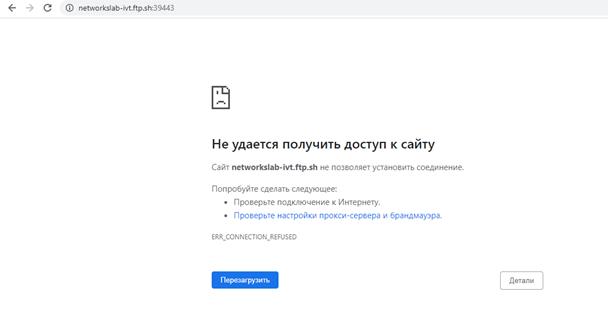 networkslab-ivt.ftp.sh:39443
Не удается получить доступ к сайту
Сайт networkslab-ivt.ftp.sh не позволяет установить соединение.
Попробуйте сделать следующее:
• Проверьте подключение к Интернету.
• Проверьте настройки прокси-сервера и брандмауэра.
ERR_CONNECTION_REFUSED
Перезагрузить
Детали